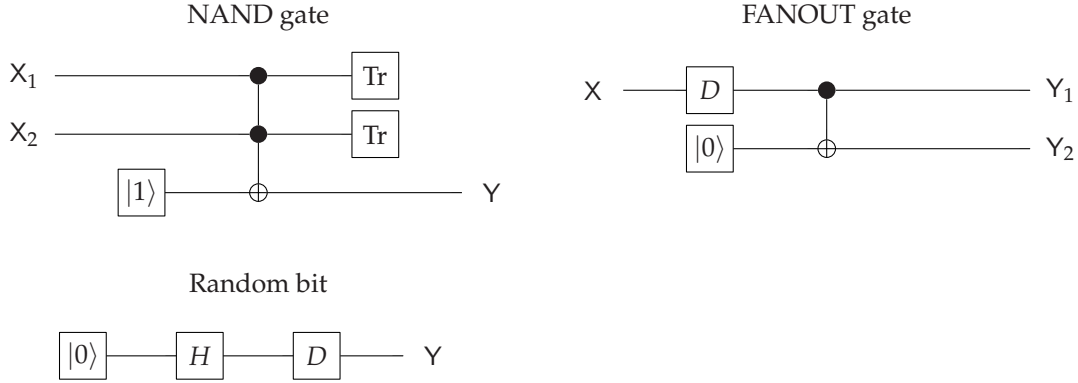 NAND gate
X₁ Tr
X₂ Tr
|1⟩ Y
FANOUT gate
X D Y₁
|0⟩ Y₂
Random bit
|0⟩ H D Y